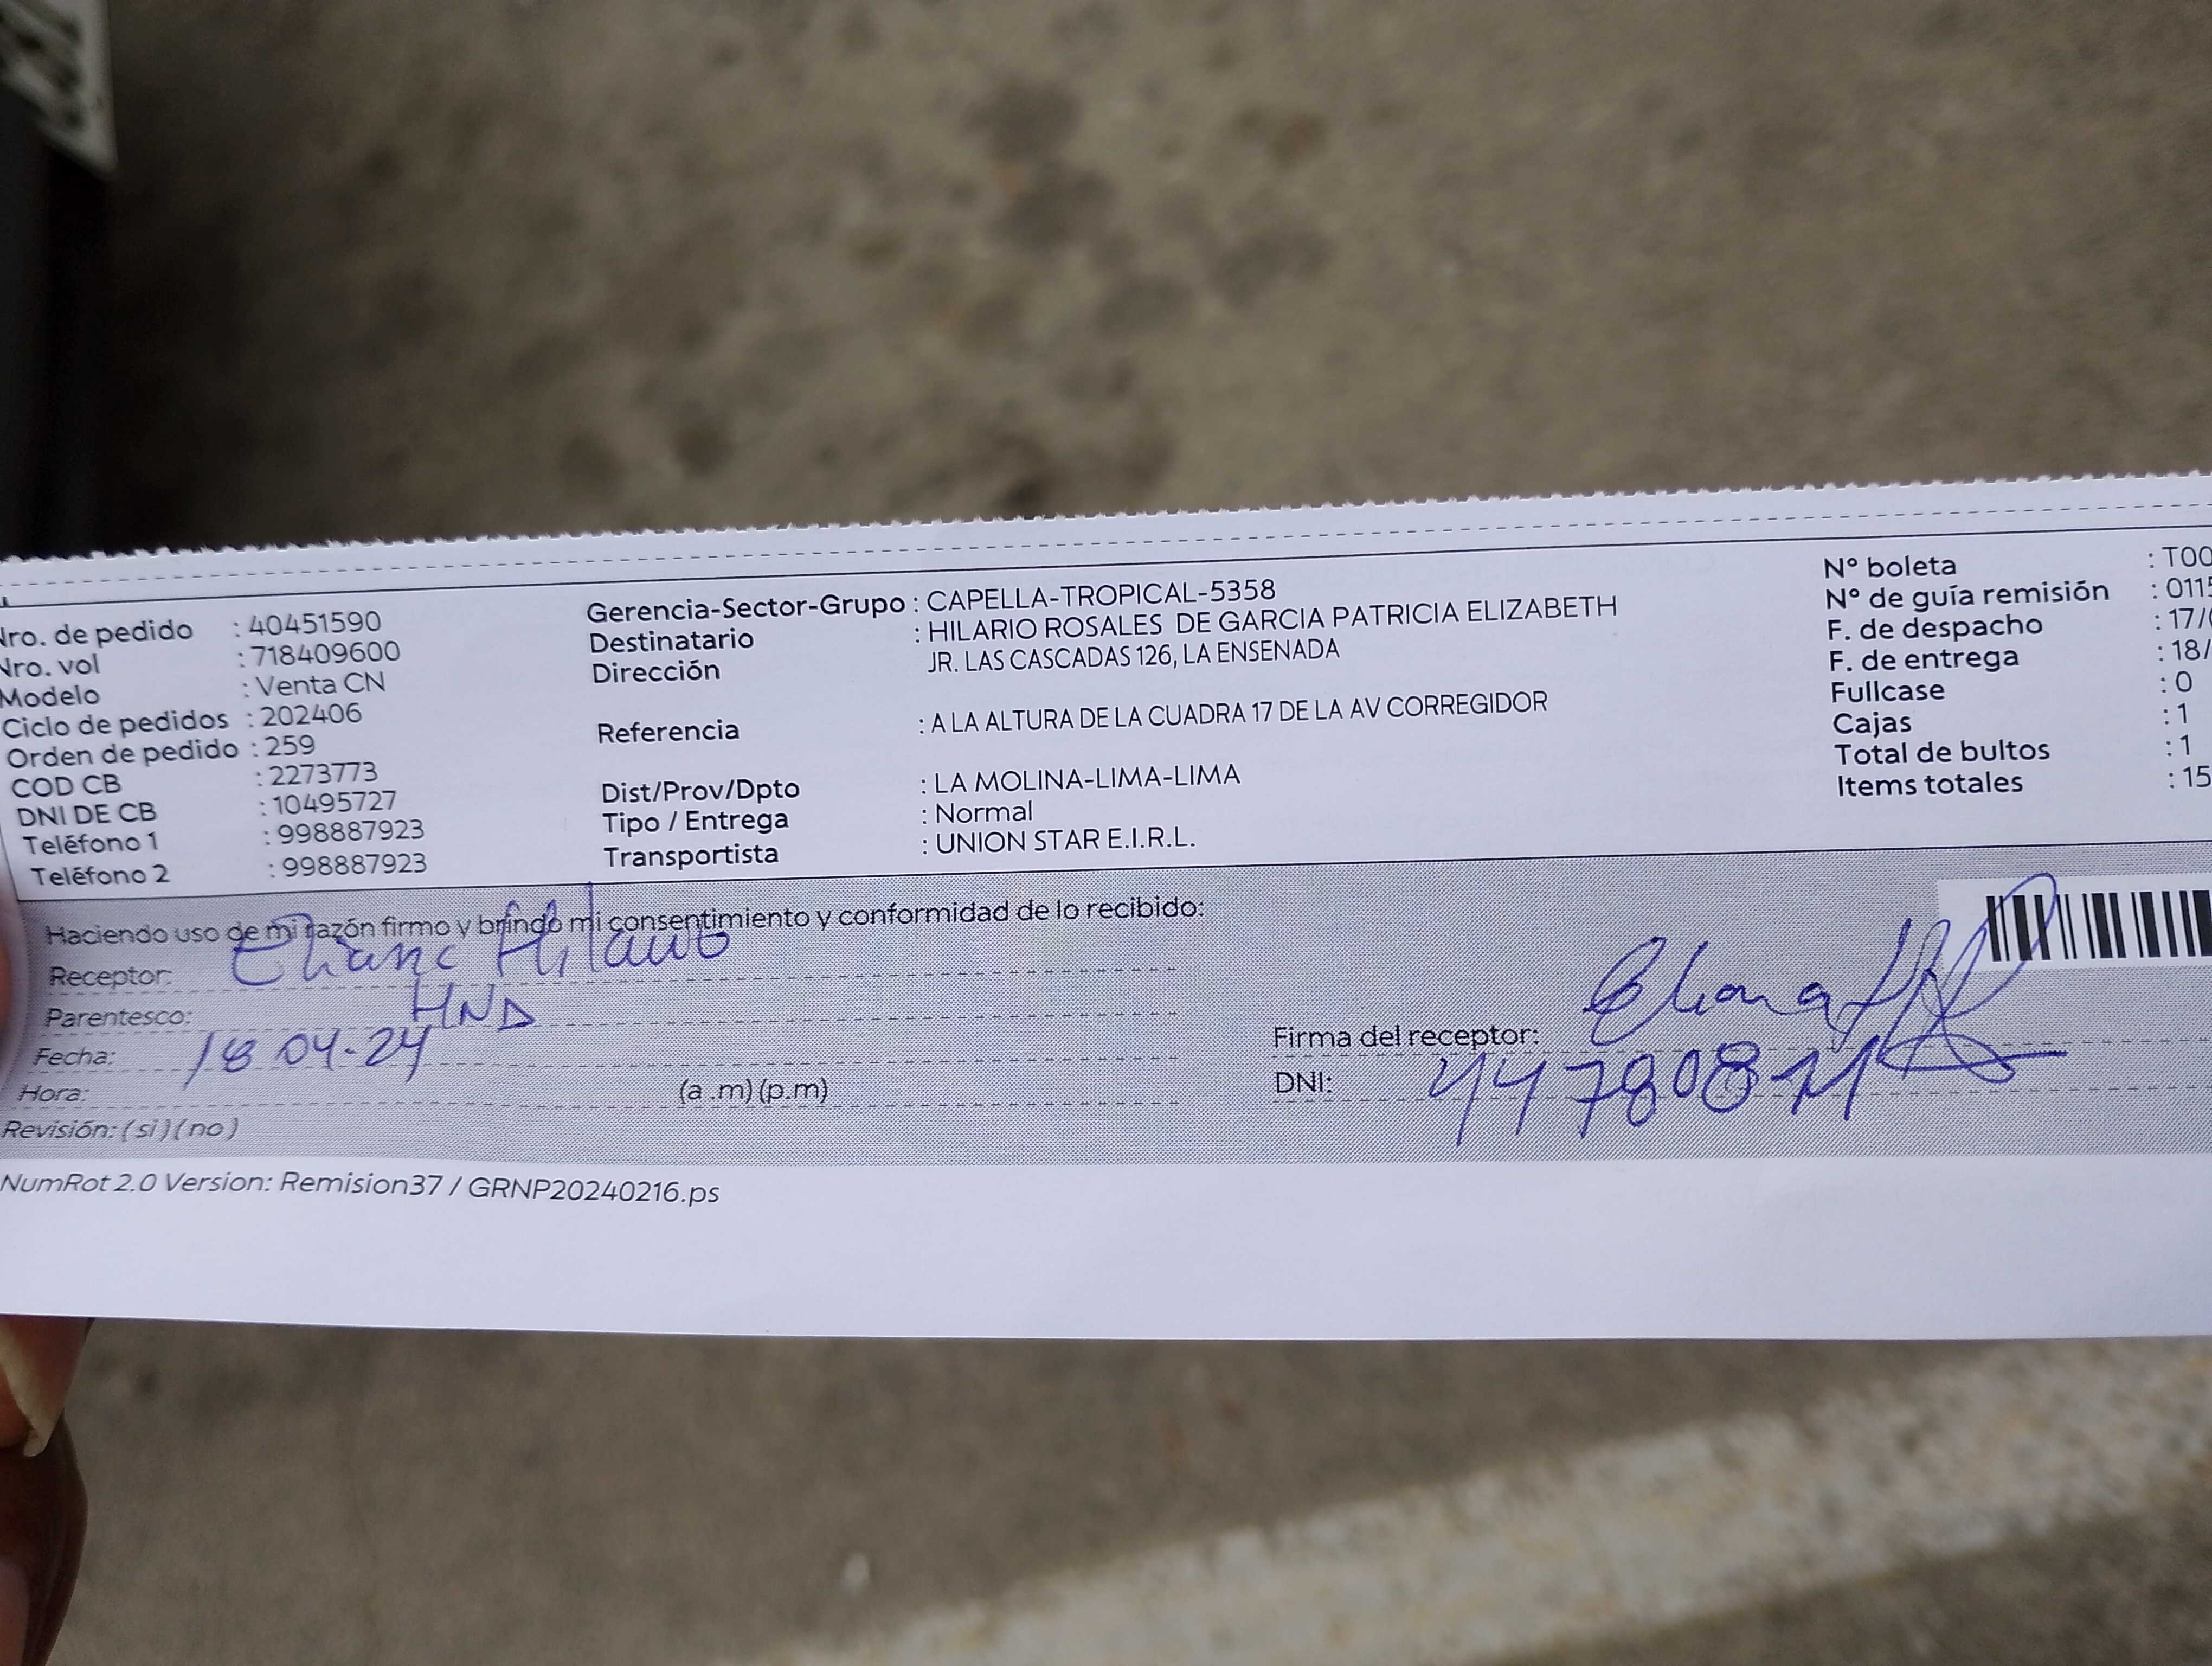 Nro. de pedido : 40451590
Nro. vol : 718409600
Modelo : Venta CN
Ciclo de pedidos : 202406
Orden de pedido : 259
COD CB : 2273773
DNI DE CB : 10495727
Teléfono 1 : 998887923
Teléfono 2 : 998887923
Gerencia-Sector-Grupo : CAPELLA-TROPICAL-5358
Destinatario : HILARIO ROSALES DE GARCIA PATRICIA ELIZABETH
Dirección JR. LAS CASCADAS 126, LA ENSENADA
Referencia : A LA ALTURA DE LA CUADRA 17 DE LA AV CORREGIDOR
Dist/Prov/Dpto : LA MOLINA-LIMA-LIMA
Tipo / Entrega : Normal
Transportista : UNION STAR E.I.R.L.
N° boleta : T00
N° de guía remisión : 0115
F. de despacho : 17/
F. de entrega : 18/
Fullcase : 0
Cajas : 1
Total de bultos : 1
Items totales : 15
Haciendo uso de mi razón firmo y brindo mi consentimiento y conformidad de lo recibido:
Receptor: Eliana Hilario
Parentesco: HNA
Fecha: 18 04-24
Hora: (a .m) (p.m)
Revisión: ( si ) ( no )
Firma del receptor: Eliana
DNI:
NumRot 2.0 Version: Remision37 / GRNP20240216.ps